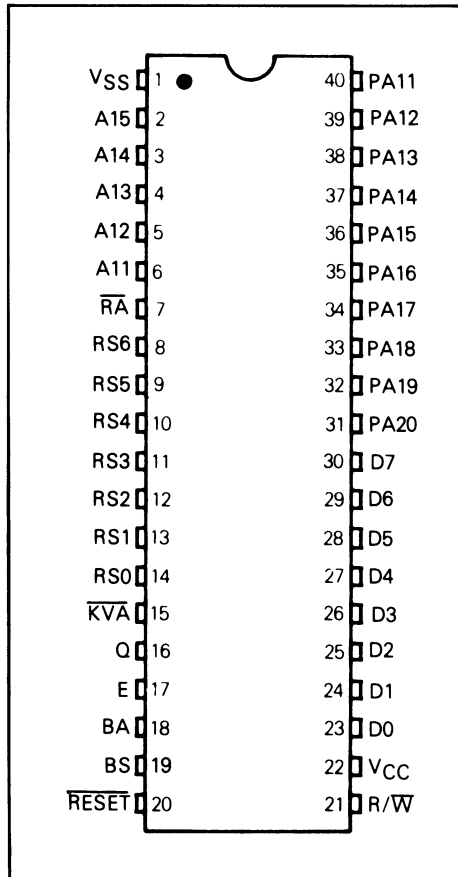 VSS 1 40 PA11
A15 2 39 PA12
A14 3 38 PA13
A13 4 37 PA14
A12 5 36 PA15
A11 6 35 PA16
R̅A̅ 7 34 PA17
RS6 8 33 PA18
RS5 9 32 PA19
RS4 10 31 PA20
RS3 11 30 D7
RS2 12 29 D6
RS1 13 28 D5
RS0 14 27 D4
K̅V̅A̅ 15 26 D3
Q 16 25 D2
E 17 24 D1
BA 18 23 D0
BS 19 22 VCC
R̅E̅S̅E̅T̅ 20 21 R/W̅